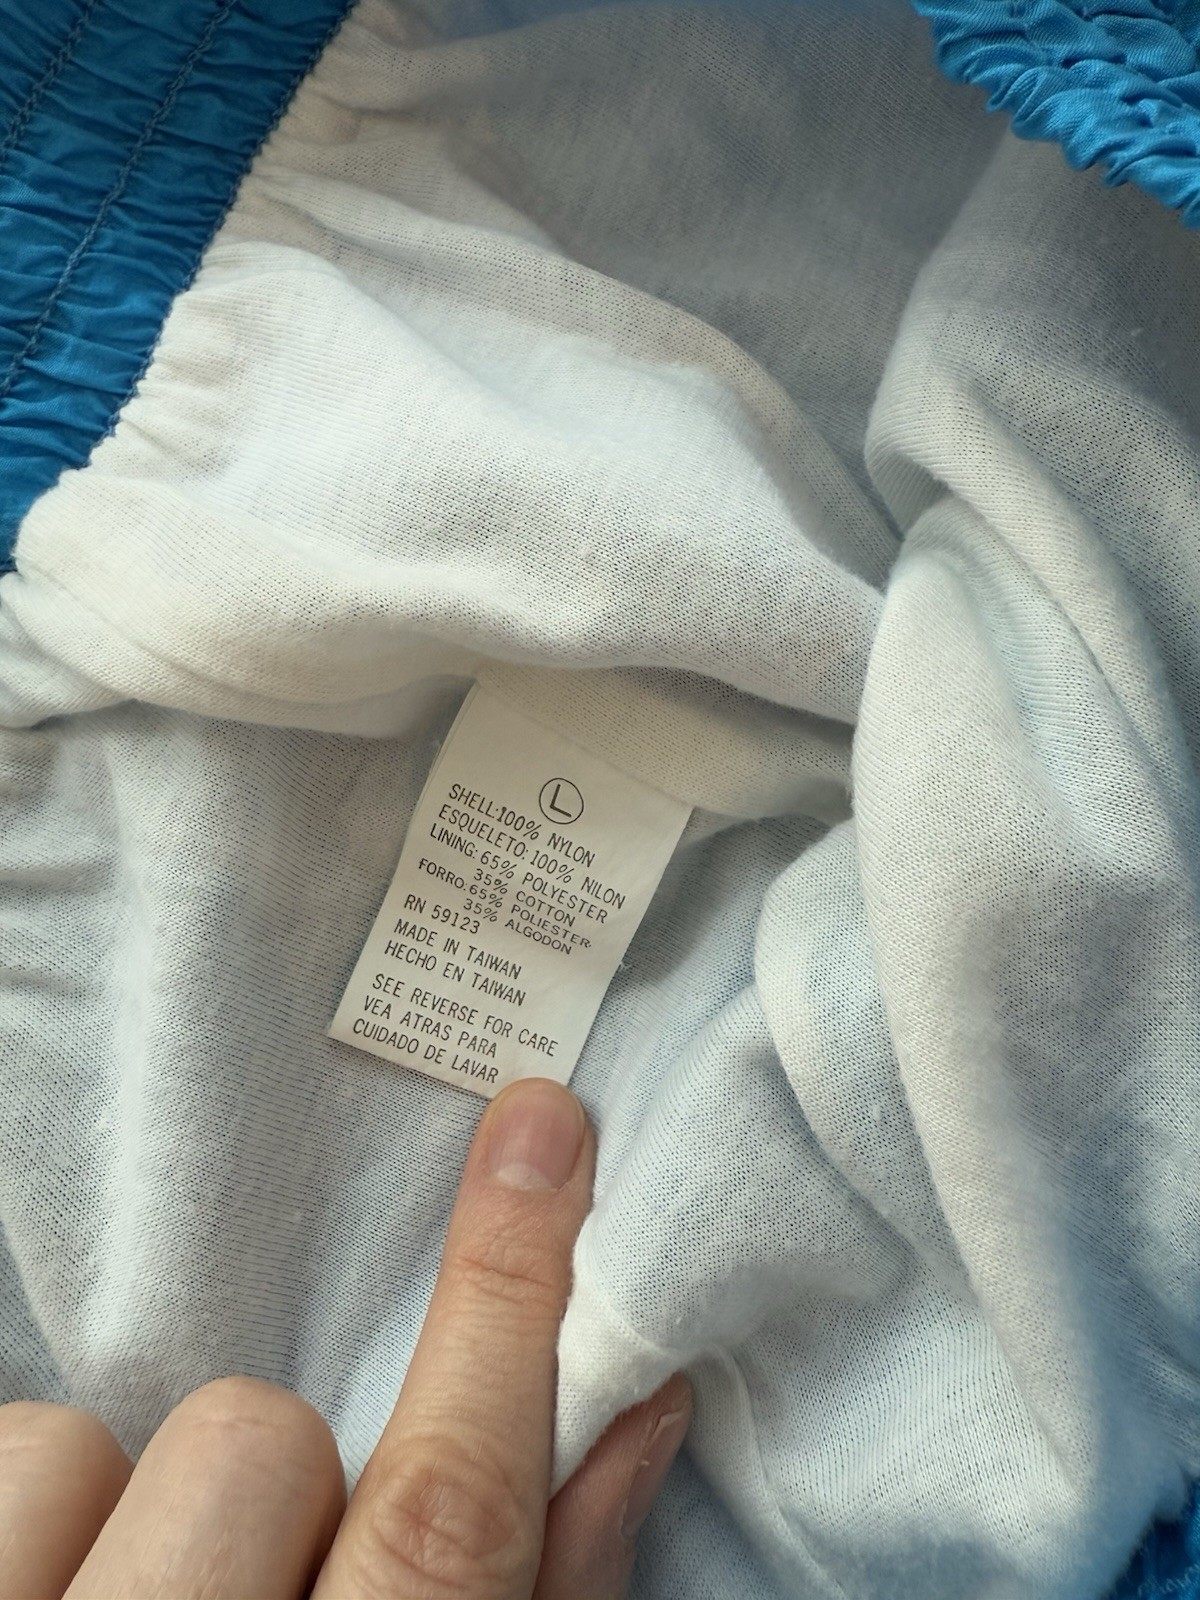 L
SHELL:100% NYLON
ESQUELETO: 100% NILON
LINING: 65% POLYESTER
35% COTTON
FORRO. 65% POLIESTER
35% ALGODON
RN 59123
MADE IN TAIWAN
HECHO EN TAIWAN
SEE REVERSE FOR CARE
VEA ATRAS PARA
CUIDADO DE LAVAR